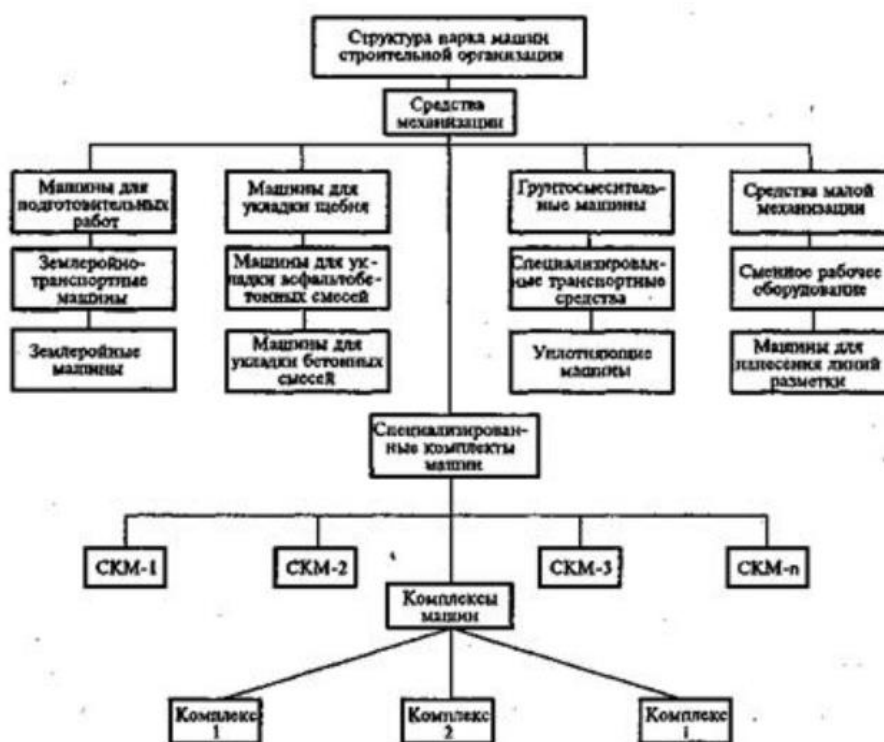 Структура парка машин
строительной организации
Средства
механизации
Машины для
подготовительных
работ
Машины для
укладки щебня
Грунтосмеситель-
ные машины
Средства малой
механизации
Землеройно-
транспортные
машины
Машины для ук-
ладки асфальтобе-
тонных смесей
Специализирован-
ные транспортные
средства
Сменное рабочее
оборудование
Землеройные
машины
Машины для
укладки бетонных
смесей
Уплотняющие
машины
Машины для
нанесения линий
разметки
Специализирован-
ные комплекты
машин
СКМ-1
СКМ-2
СКМ-3
СКМ-n
Комплексы
машин
Комплекс
1
Комплекс
2
Комплекс
i